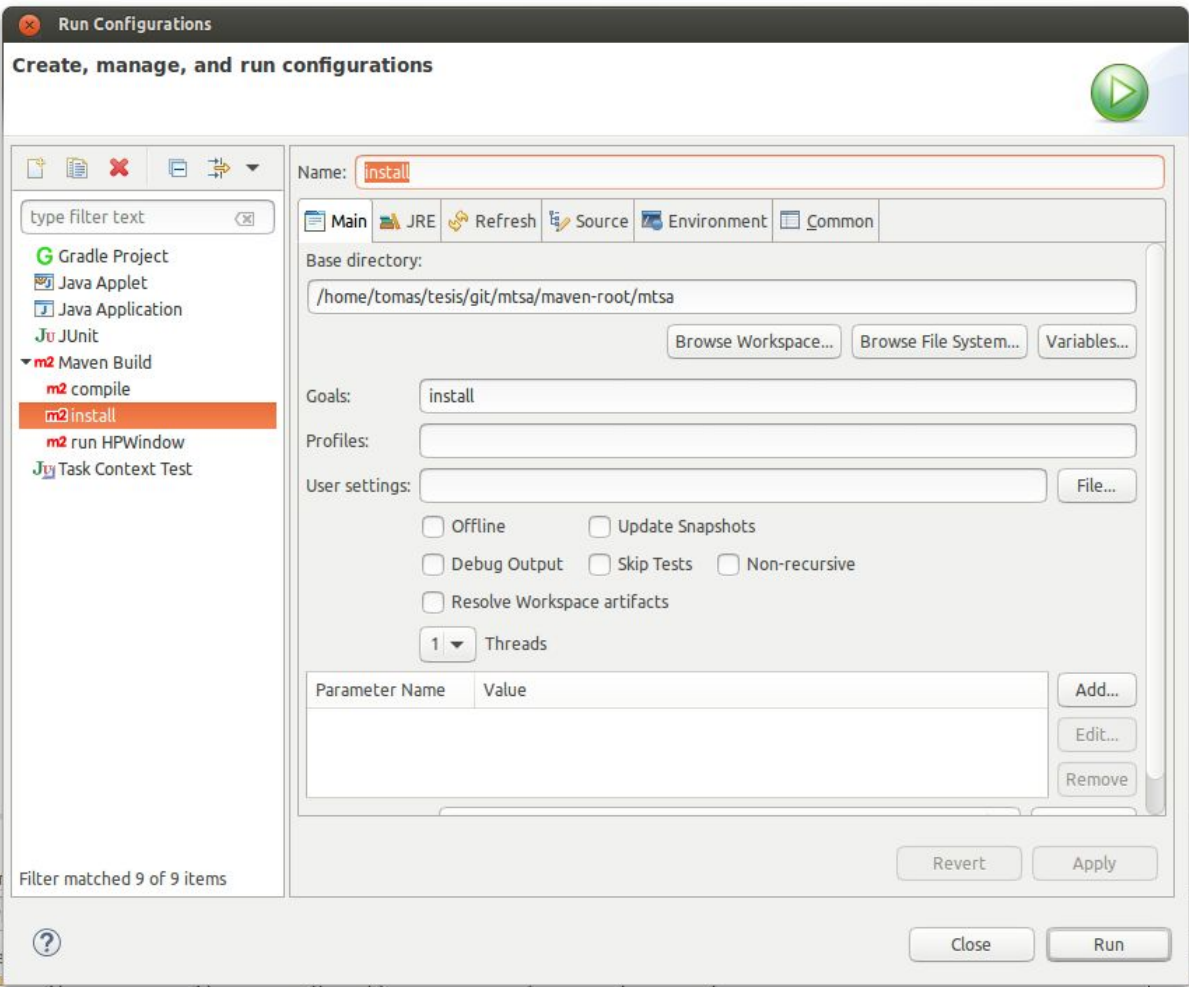 Run Configurations
Create, manage, and run configurations
type filter text
G Gradle Project
Java Applet
J Java Application
Ju JUnit
m2 Maven Build
m2 compile
m2 install
m2 run HPWindow
Ju Task Context Test
Filter matched 9 of 9 items
Name: install
Main JRE Refresh Source Environment Common
Base directory:
/home/tomas/tesis/git/mtsa/maven-root/mtsa
Browse Workspace... Browse File System... Variables...
Goals: install
Profiles:
User settings: File...
Offline Update Snapshots
Debug Output Skip Tests Non-recursive
Resolve Workspace artifacts
1 Threads
Parameter Name Value Add...
Edit...
Remove
Revert Apply
? Close Run